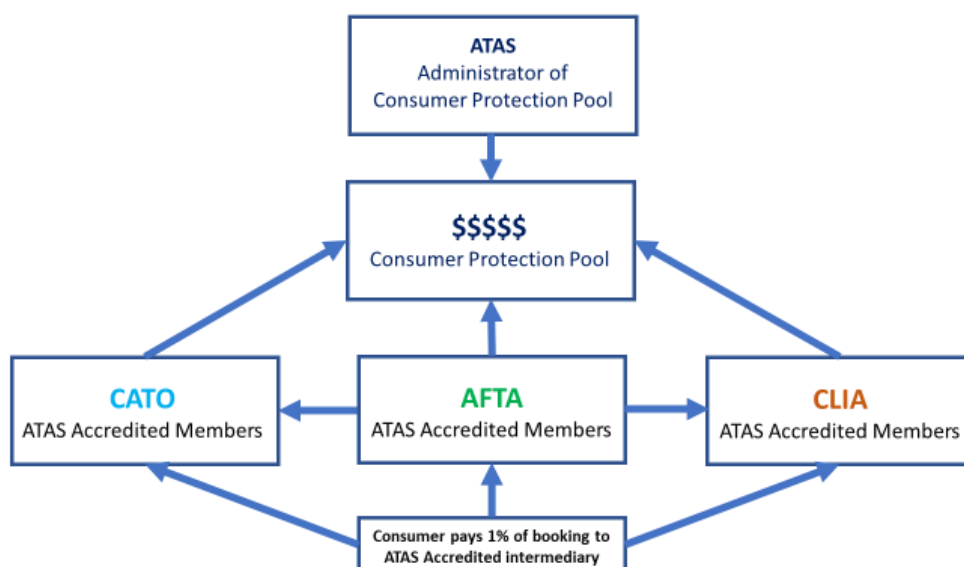 ATAS
Administrator of
Consumer Protection Pool
$$$$$
Consumer Protection Pool
CATO
ATAS Accredited Members
AFTA
ATAS Accredited Members
CLIA
ATAS Accredited Members
Consumer pays 1% of booking to
ATAS Accredited intermediary